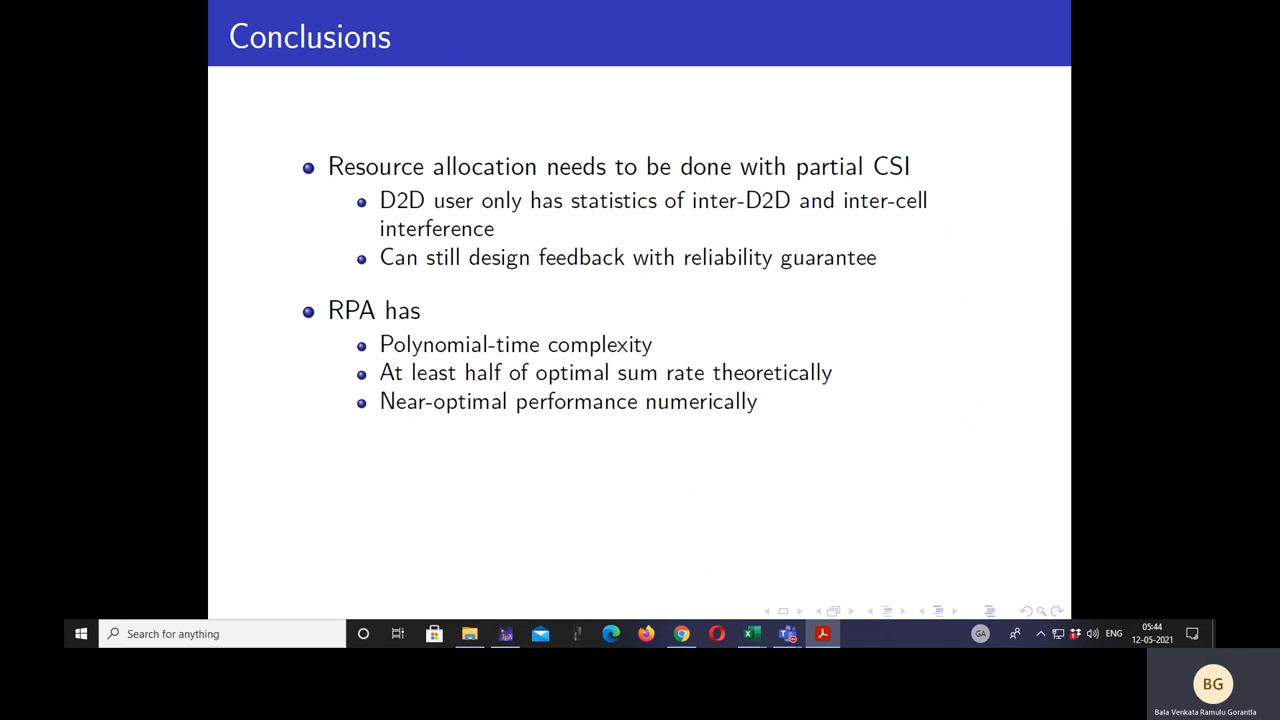 Conclusions
Resource allocation needs to be done with partial CSI
D2D user only has statistics of inter-D2D and inter-cell
interference
Can still design feedback with reliability guarantee
RPA has
Polynomial-time complexity
At least half of optimal sum rate theoretically
Near-optimal performance numerically
Search for anything
GA
ENG
05:44
12-05-2021
BG
Bala Venkata Ramulu Gorantla